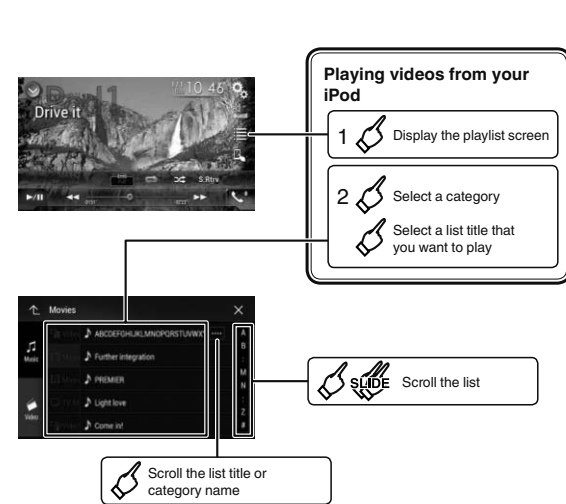 Playing videos from your
iPod
1 Display the playlist screen
2 Select a category
Select a list title that
you want to play
10 46
Drive it
S.Rtrv
Movies
Music
Video
ABCDEFGHIJKLMNOPQRSTUVWXY
Further integration
PREMIER
Light love
Come in!
A
B
M
N
Z
#
SLIDE Scroll the list
Scroll the list title or
category name